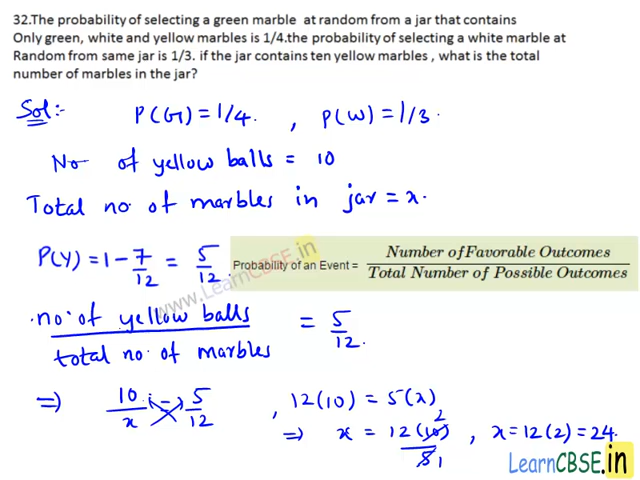 32.The probability of selecting a green marble at random from a jar that contains
Only green, white and yellow marbles is 1/4.the probability of selecting a white marble at
Random from same jar is 1/3. if the jar contains ten yellow marbles , what is the total
number of marbles in the jar?
Sol:- P(G) = 1/4. , P(W) = 1/3.
No of yellow balls = 10
Total no of marbles in jar = x.
P(Y) = 1 - 7/12 = 5/12.
Probability of an Event = Number of Favorable Outcomes / Total Number of Possible Outcomes
www.LearnCBSE.in
no. of yellow balls / total no. of marbles = 5/12.
⇒ 10/x = 5/12 , 12(10) = 5(x)
⇒ x = 12(10)/5 2 1 , x = 12(2) = 24.
LearnCBSE.in